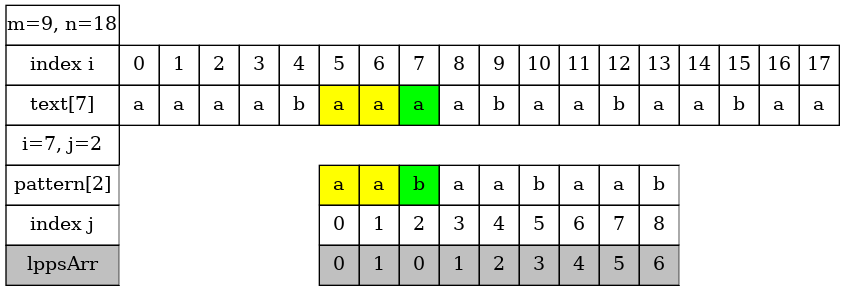 m=9, n=18
index i 0 1 2 3 4 5 6 7 8 9 10 11 12 13 14 15 16 17
text[7] a a a a b a a a a b a a b a a b a a
i=7, j=2
pattern[2] a a b a a b a a b
index j 0 1 2 3 4 5 6 7 8
lppsArr 0 1 0 1 2 3 4 5 6